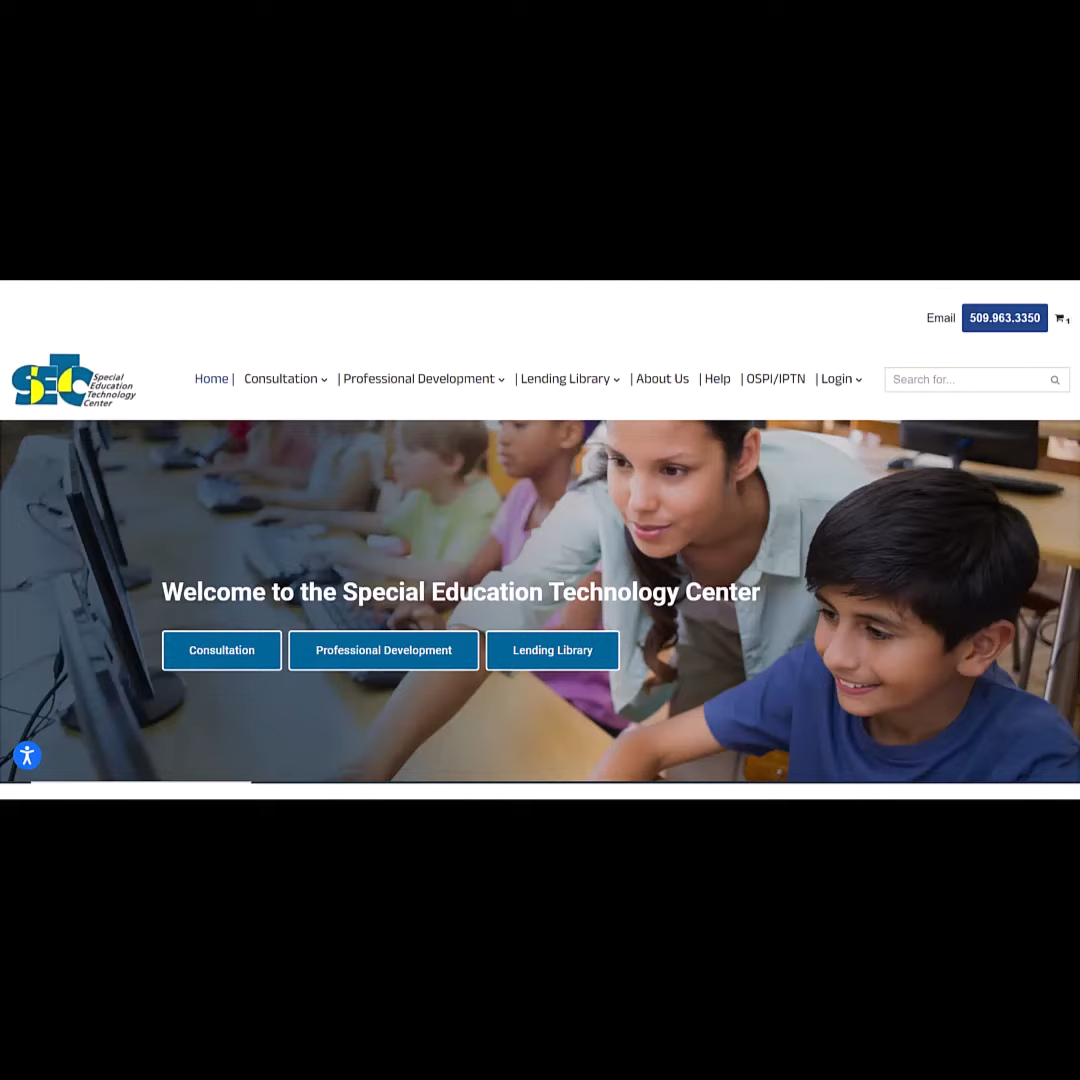 Email 509.963.3350 1
SETC Special
Education
Technology
Center
Home | Consultation | Professional Development | Lending Library | About Us | Help | OSPI/IPTN | Login Search for...
Welcome to the Special Education Technology Center
Consultation Professional Development Lending Library